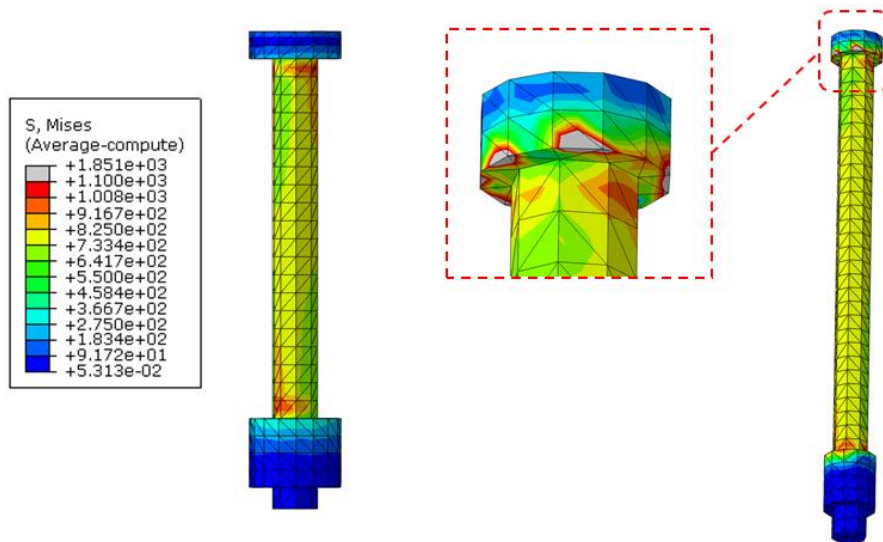 S, Mises
(Average-compute)
+1.851e+03
+1.100e+03
+1.008e+03
+9.167e+02
+8.250e+02
+7.334e+02
+6.417e+02
+5.500e+02
+4.584e+02
+3.667e+02
+2.750e+02
+1.834e+02
+9.172e+01
+5.313e-02